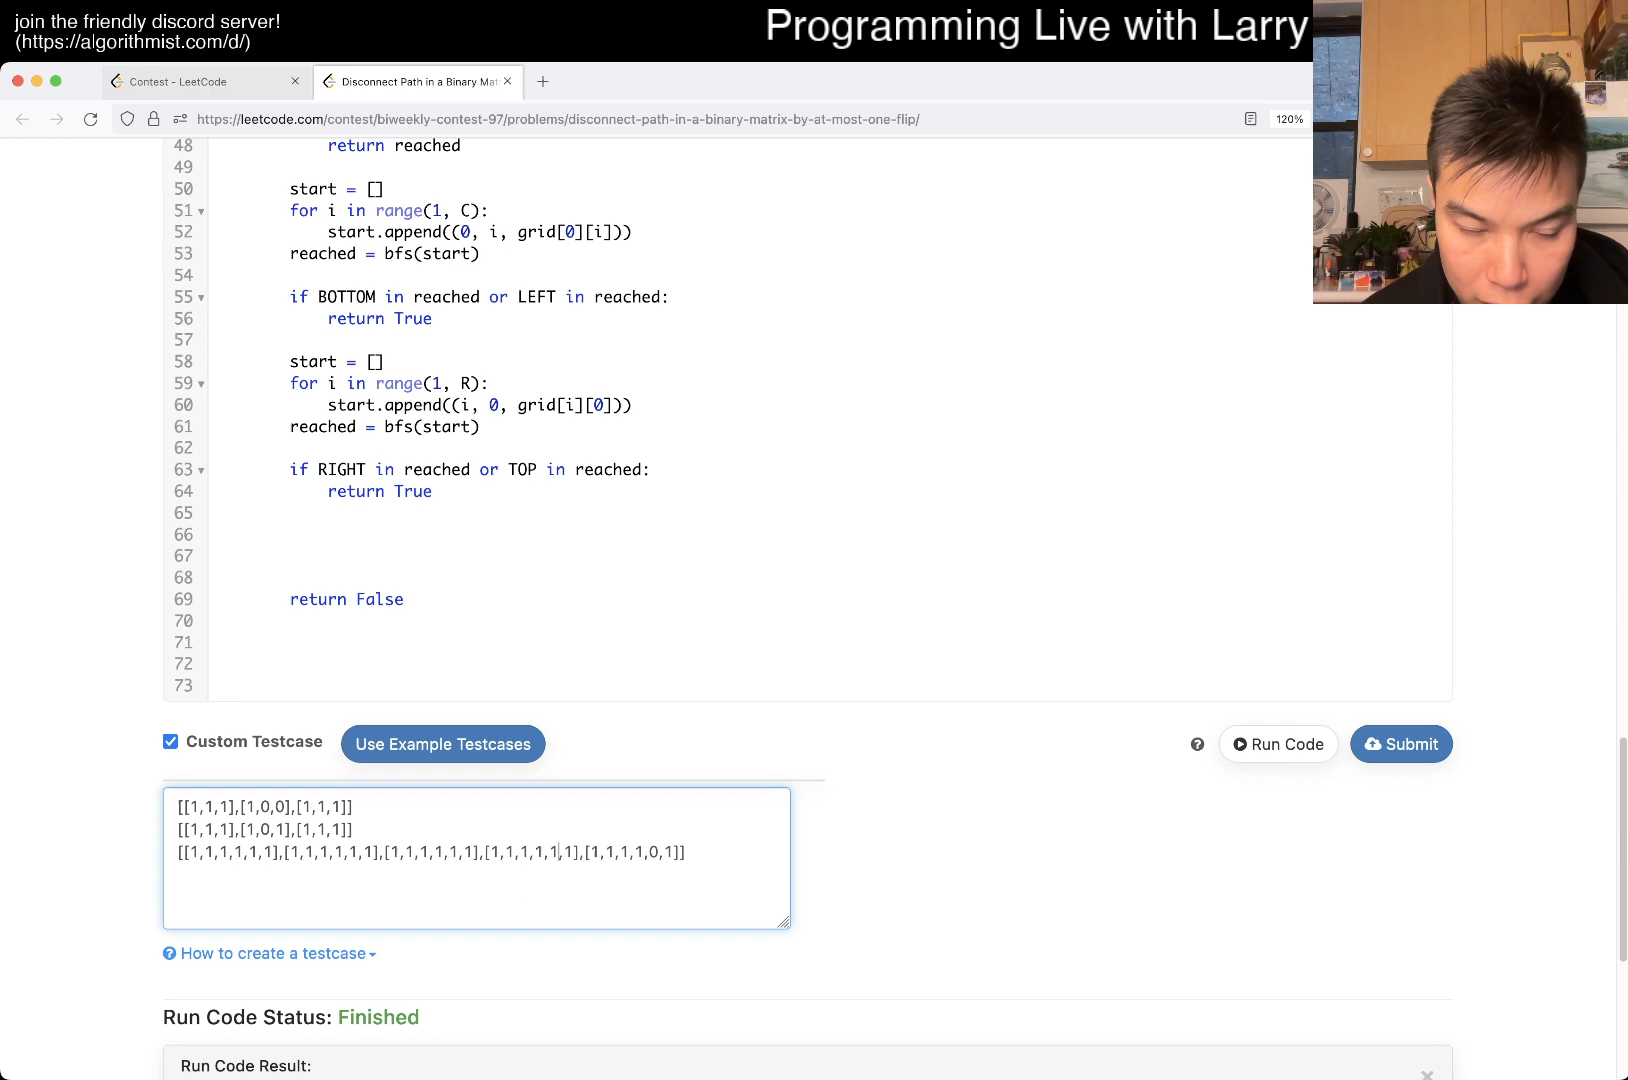 join the friendly discord server!
(https://algorithmist.com/d/)
Programming Live with Larry
Contest - LeetCode
Disconnect Path in a Binary Mat
https://leetcode.com/contest/biweekly-contest-97/problems/disconnect-path-in-a-binary-matrix-by-at-most-one-flip/
120%
48 return reached
49
50 start = []
51 for i in range(1, C):
52 start.append((0, i, grid[0][i]))
53 reached = bfs(start)
54
55 if BOTTOM in reached or LEFT in reached:
56 return True
57
58 start = []
59 for i in range(1, R):
60 start.append((i, 0, grid[i][0]))
61 reached = bfs(start)
62
63 if RIGHT in reached or TOP in reached:
64 return True
65
66
67
68
69 return False
70
71
72
73
Custom Testcase
Use Example Testcases
Run Code
Submit
[[1,1,1],[1,0,0],[1,1,1]]
[[1,1,1],[1,0,1],[1,1,1]]
[[1,1,1,1,1,1],[1,1,1,1,1,1],[1,1,1,1,1,1],[1,1,1,1,1,1],[1,1,1,1,0,1]]
How to create a testcase
Run Code Status: Finished
Run Code Result: